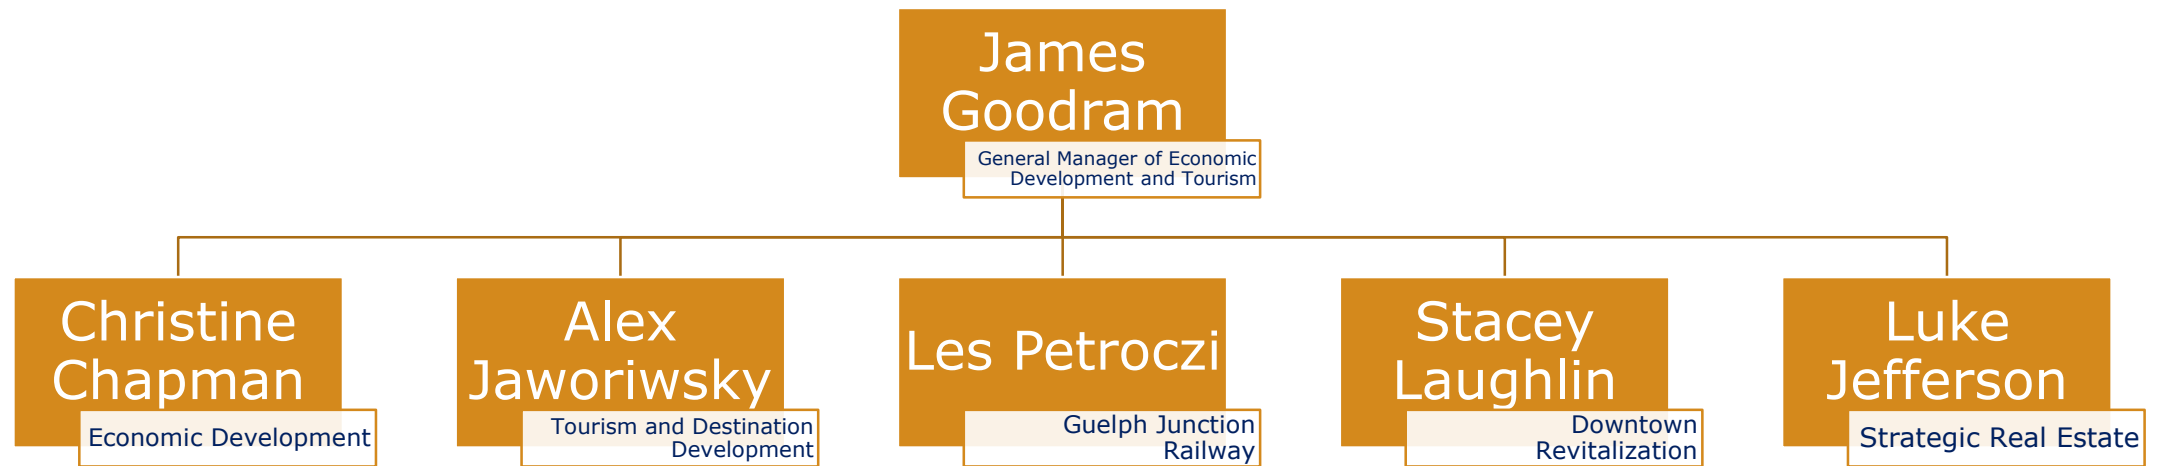 James
Goodram
General Manager of Economic
Development and Tourism
Christine
Chapman
Economic Development
Alex
Jaworiwsky
Tourism and Destination
Development
Les Petroczi
Guelph Junction
Railway
Stacey
Laughlin
Downtown
Revitalization
Luke
Jefferson
Strategic Real Estate